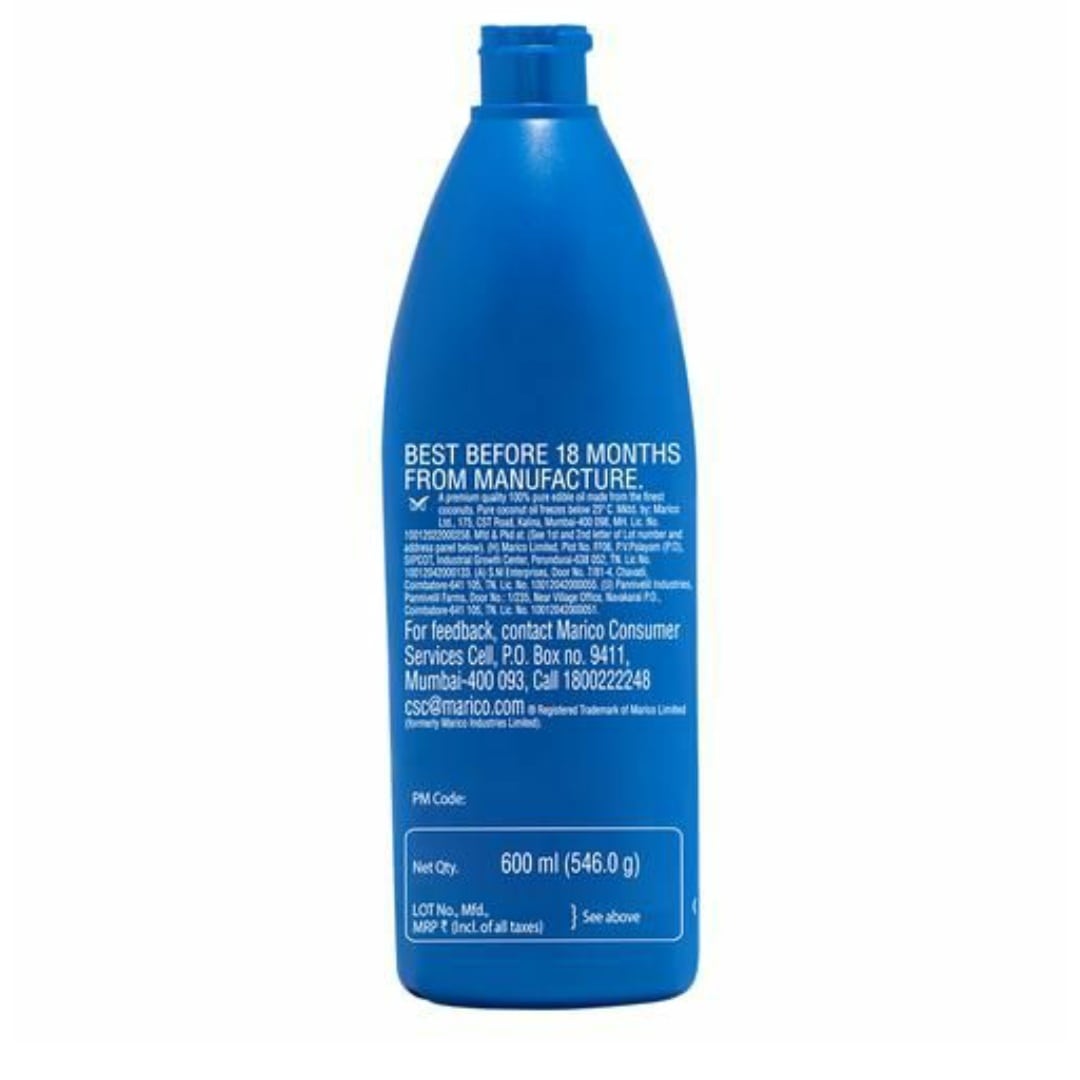 BEST BEFORE 18 MONTHS
FROM MANUFACTURE.
A premium quality 100% pure edible oil made from the finest
coconuts. Pure coconut oil freezes below 25° C. Mktd. by: Marico
Ltd., 175, CST Road, Kalina, Mumbai-400 098, MH. Lic. No.
Mfd & Pkd at: (See 1st and 2nd letter of Lot number and
address panel below). (H) Marico Limited, Plot No.
SIPCOT, Industrial Growth Center, Perundurai-638 052, TN. Lic No.
10012042000133. (A) S.M Enterprises, Door No. 7/81-4, Chavadi,
Coimbatore-641 105, TN. Lic. No. Pannivelil Industries,
Pannivelil Farms, Door No.: 1/235, Near Village Office, Navakarai P.O.,
Coimbatore-641 105, TN. Lic. No. 10012042000051.
For feedback, contact Marico Consumer
Services Cell, P.O. Box no. 9411,
Mumbai-400 093, Call 1800222248
csc@marico.com ® Registered Trademark of Marico Limited
(formerly Marico Industries Limited).
PM Code:
Net Qty. 600 ml (546.0 g)
LOT No., Mfd.,
MRP ₹ (Incl. of all taxes) } See above